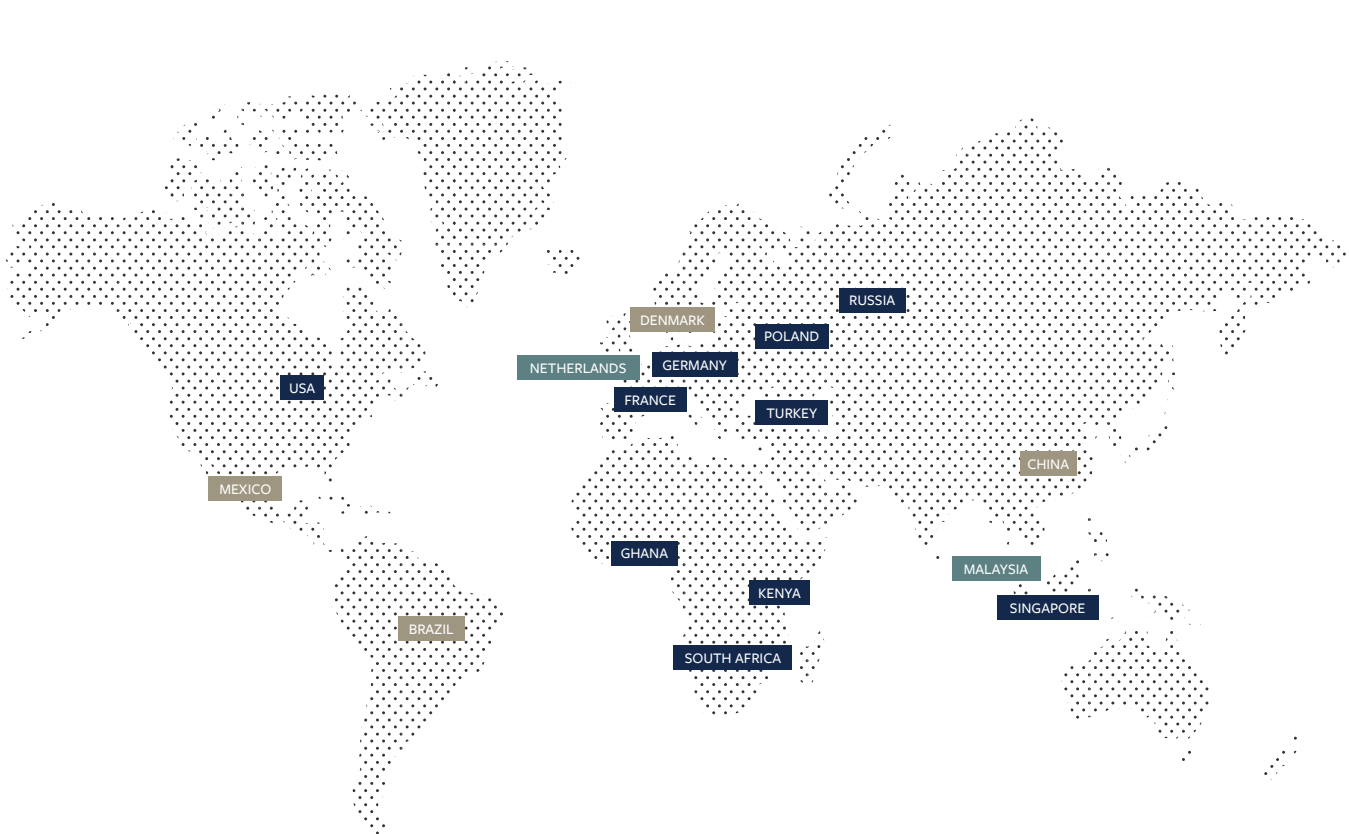 RUSSIA
DENMARK
POLAND
NETHERLANDS
GERMANY
USA
FRANCE
TURKEY
CHINA
MEXICO
GHANA
MALAYSIA
KENYA
SINGAPORE
BRAZIL
SOUTH AFRICA